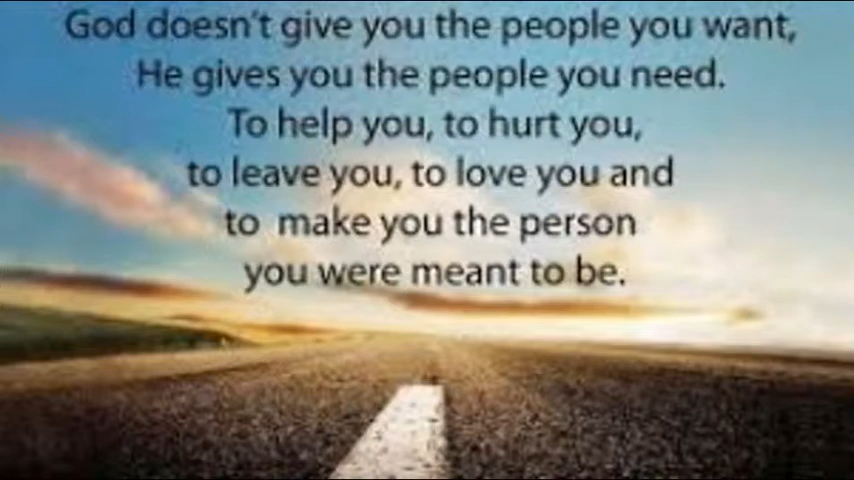 God doesn't give you the people you want,
He gives you the people you need.
To help you, to hurt you,
to leave you, to love you and
to make you the person
you were meant to be.